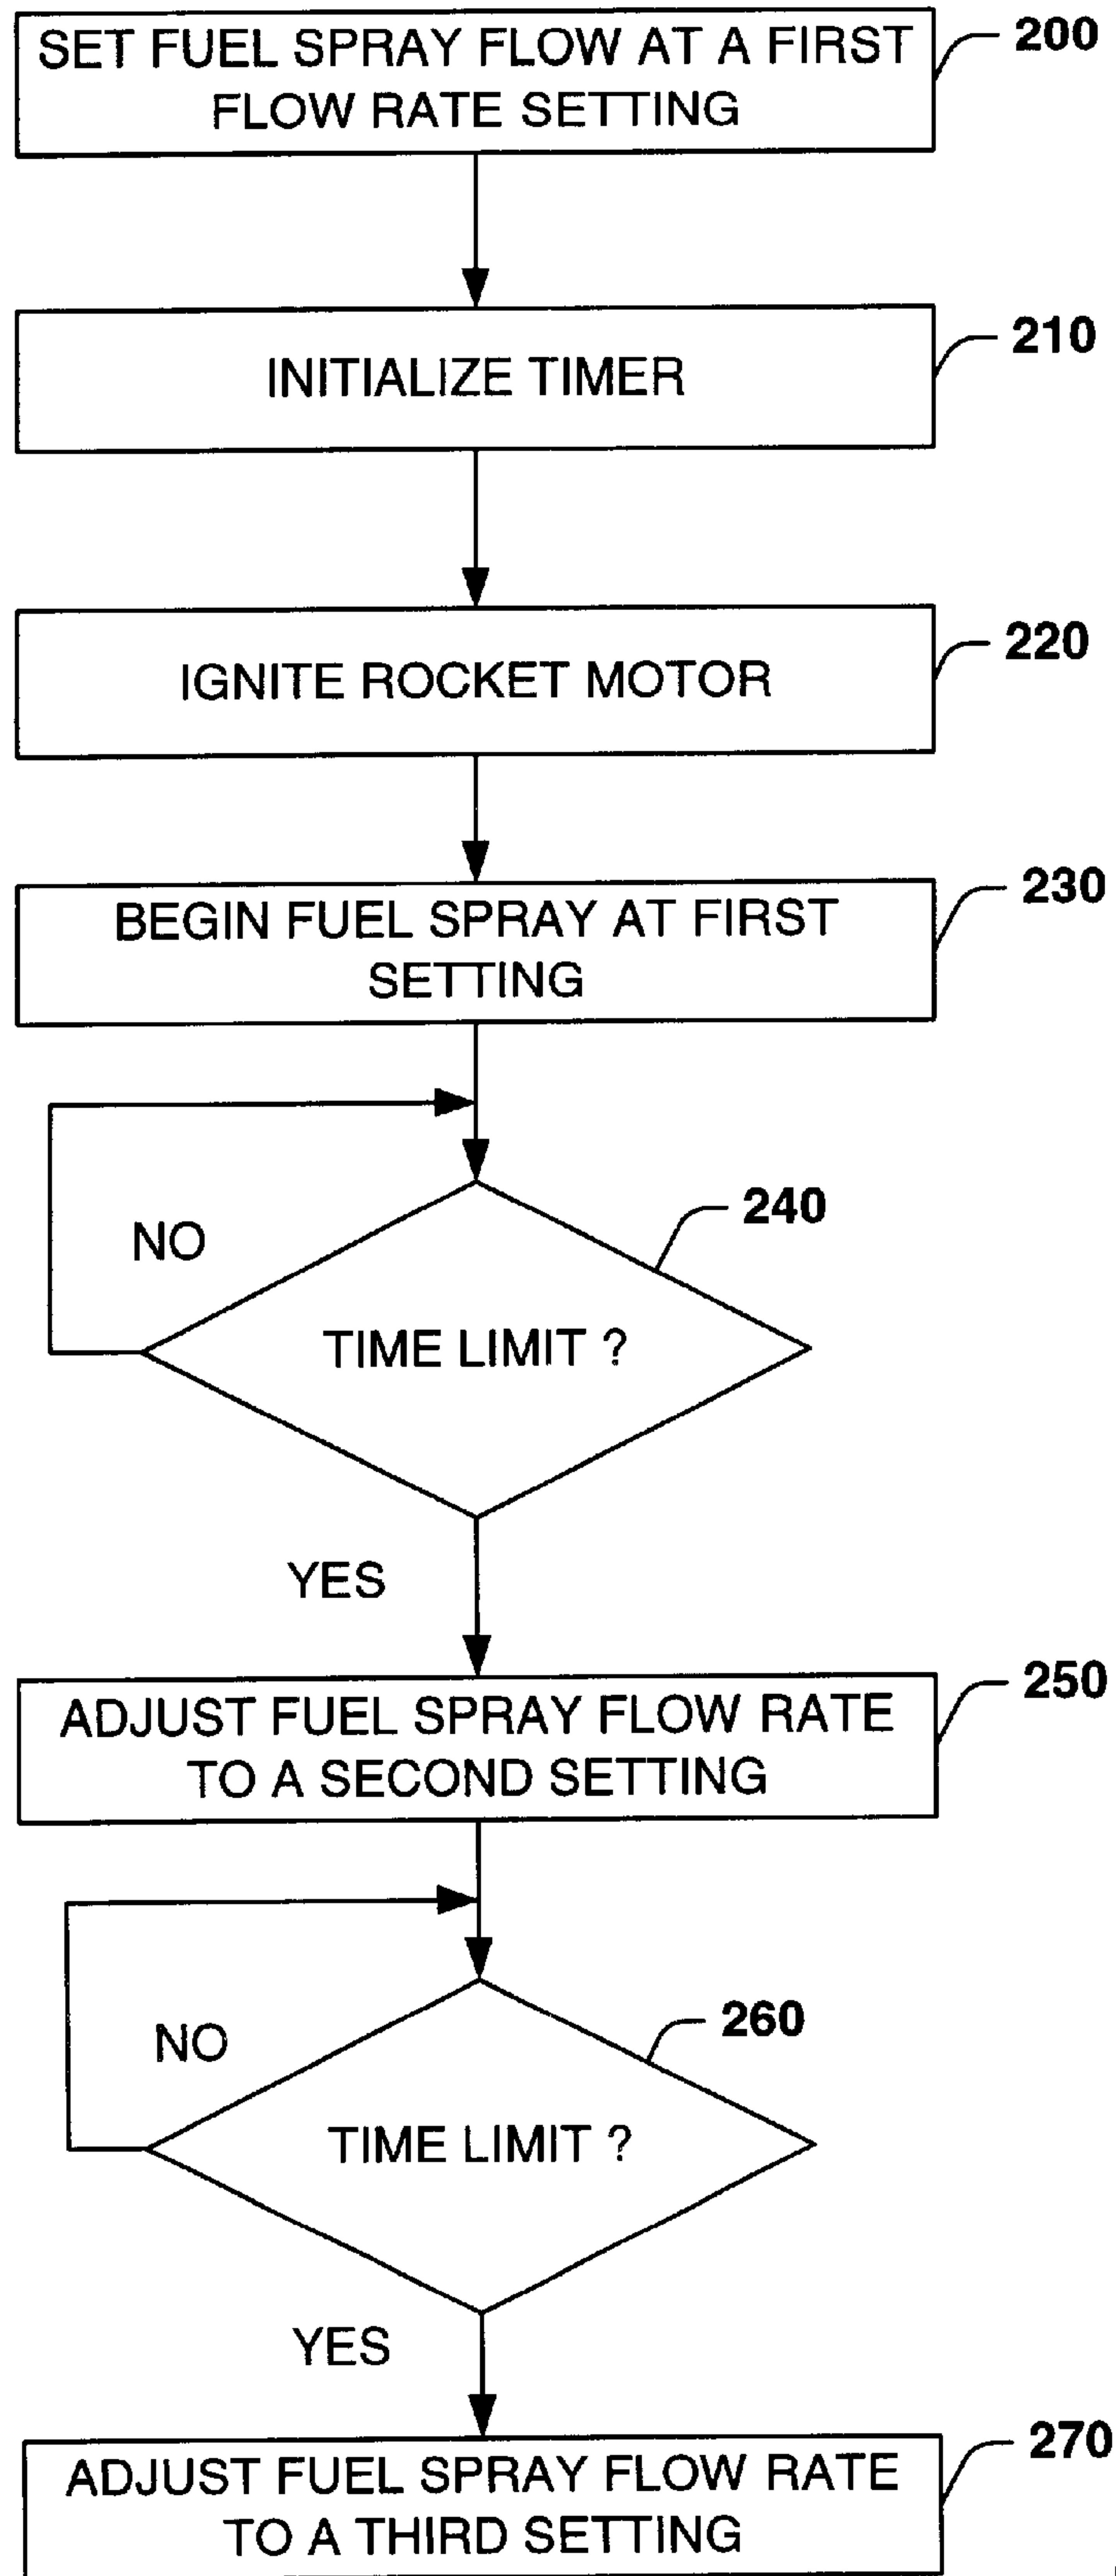 SET FUEL SPRAY FLOW AT A FIRST
FLOW RATE SETTING
200
INITIALIZE TIMER
210
IGNITE ROCKET MOTOR
220
BEGIN FUEL SPRAY AT FIRST
SETTING
230
240
NO
TIME LIMIT ?
YES
ADJUST FUEL SPRAY FLOW RATE
TO A SECOND SETTING
250
260
NO
TIME LIMIT ?
YES
ADJUST FUEL SPRAY FLOW RATE
TO A THIRD SETTING
270